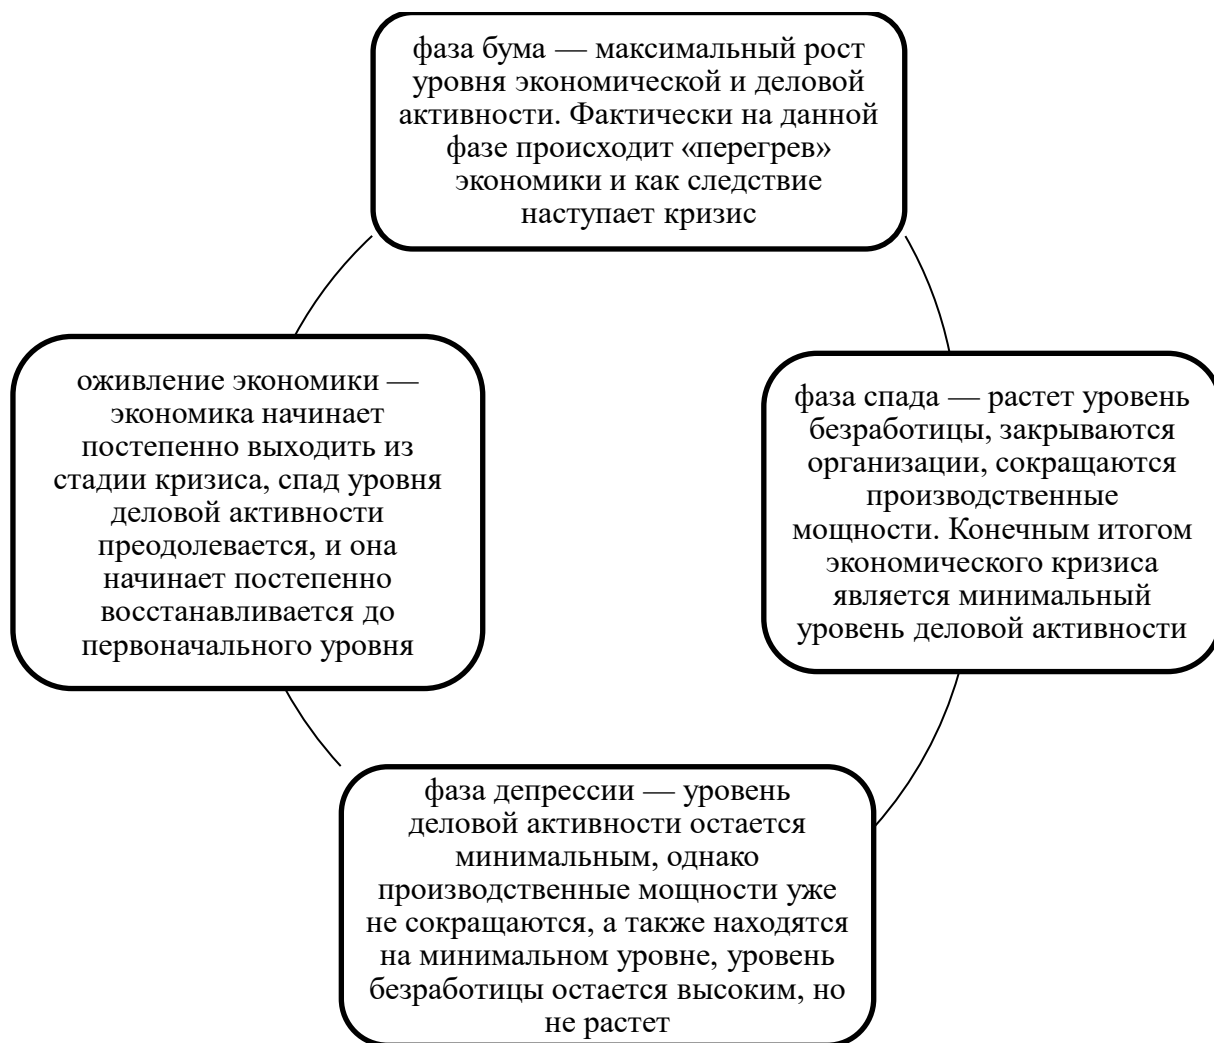 фаза бума — максимальный рост
уровня экономической и деловой
активности. Фактически на данной
фазе происходит «перегрев»
экономики и как следствие
наступает кризис
оживление экономики —
экономика начинает
постепенно выходить из
стадии кризиса, спад уровня
деловой активности
преодолевается, и она
начинает постепенно
восстанавливается до
первоначального уровня
фаза спада — растет уровень
безработицы, закрываются
организации, сокращаются
производственные
мощности. Конечным итогом
экономического кризиса
является минимальный
уровень деловой активности
фаза депрессии — уровень
деловой активности остается
минимальным, однако
производственные мощности уже
не сокращаются, а также находятся
на минимальном уровне, уровень
безработицы остается высоким, но
не растет